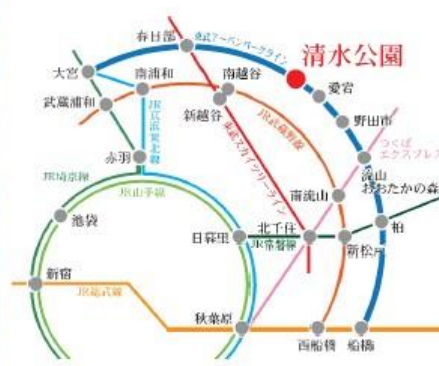 春日部
東武アーバンパークライン
清水公園
大宮
南浦和
南越谷
愛宕
武蔵浦和
新越谷
JR武蔵野線
野田市
JR京浜東北線
つくば
エクスプレス
赤羽
東武スカイツリーライン
流山
おおたかの森
JR埼京線
JR山手線
南流山
池袋
日暮里
北千住
柏
JR常磐線
新松戸
新宿
JR総武線
秋葉原
西船橋
船橋